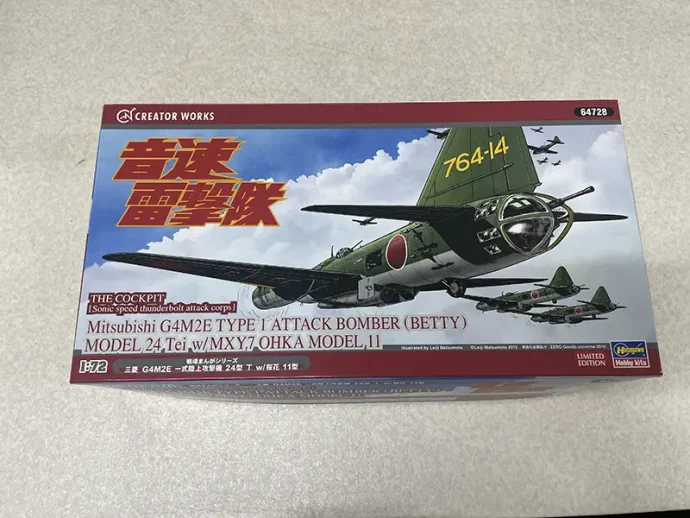 CREATOR WORKS
64728
音速
雷撃隊
764-14
THE COCKPIT
[Sonic speed thunderbolt attack corps]
Mitsubishi G4M2E TYPE 1 ATTACK BOMBER (BETTY)
MODEL 24 Tei w/MXY7 OHKA MODEL 11
Illustrated by Leiji Matsumoto
©Leiji Matsumoto 2015
1:72
戦場まんがシリーズ
三菱 G4M2E 一式陸上攻撃機 24型 丁 w/桜花 11型
LIMITED
EDITION
Hasegawa
Hobby kits